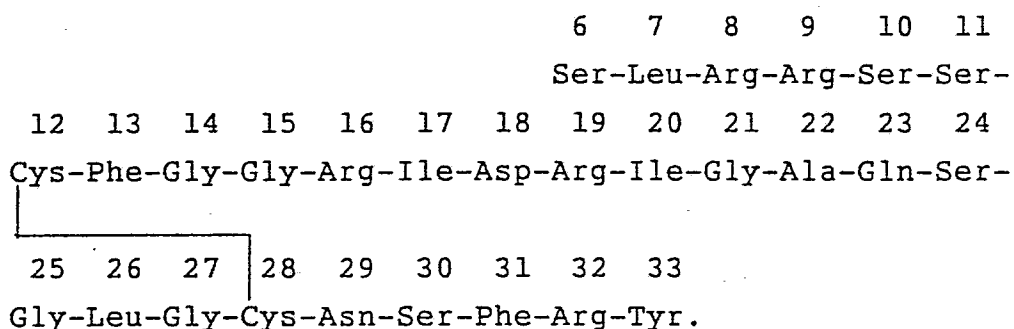 6 7 8 9 10 11
Ser-Leu-Arg-Arg-Ser-Ser-
12 13 14 15 16 17 18 19 20 21 22 23 24
Cys-Phe-Gly-Gly-Arg-Ile-Asp-Arg-Ile-Gly-Ala-Gln-Ser-
25 26 27 28 29 30 31 32 33
Gly-Leu-Gly-Cys-Asn-Ser-Phe-Arg-Tyr.